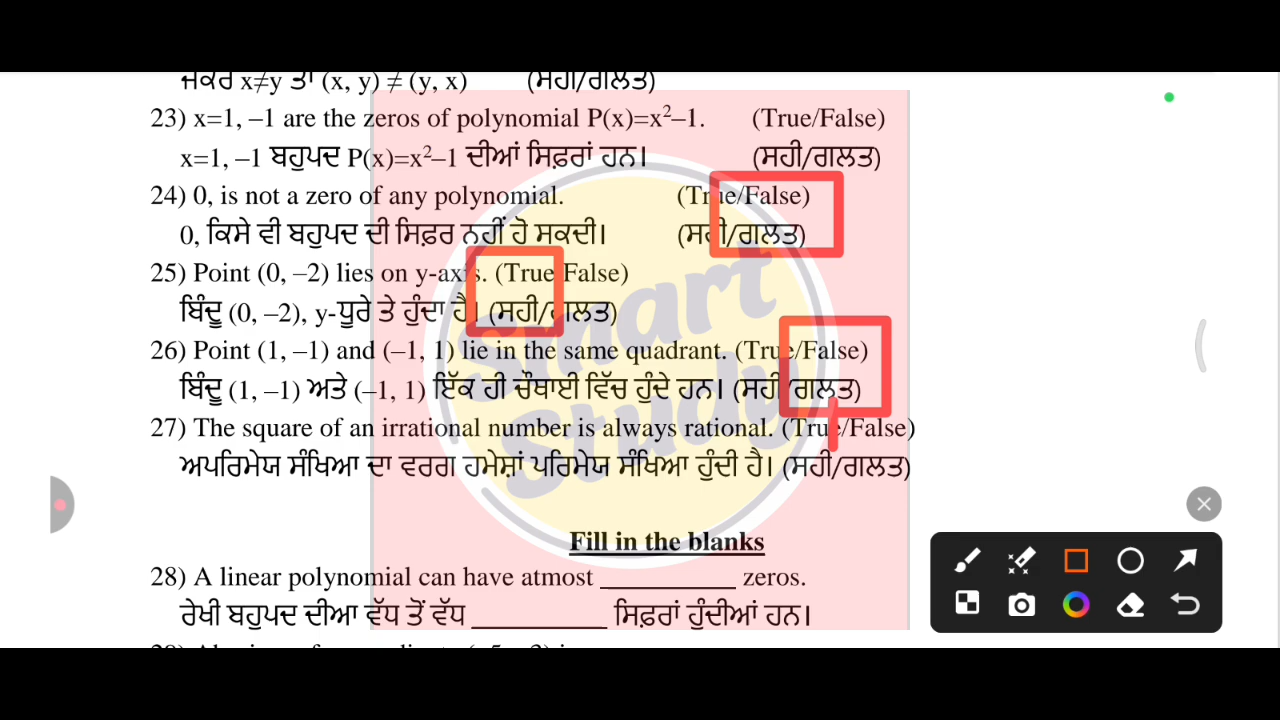 ਜੇਕਰ x≠y ਤਾਂ (x, y) ≠ (y, x) (ਸਹੀ/ਗਲਤ)
23) x=1, –1 are the zeros of polynomial P(x)=x²–1. (True/False)
x=1, –1 ਬਹੁਪਦ P(x)=x²–1 ਦੀਆਂ ਸਿਫ਼ਰਾਂ ਹਨ। (ਸਹੀ/ਗਲਤ)
24) 0, is not a zero of any polynomial. (True/False)
0, ਕਿਸੇ ਵੀ ਬਹੁਪਦ ਦੀ ਸਿਫ਼ਰ ਨਹੀਂ ਹੋ ਸਕਦੀ। (ਸਹੀ/ਗਲਤ)
25) Point (0, –2) lies on y-axis. (True/False)
ਬਿੰਦੂ (0, –2), y-ਧੂਰੇ ਤੇ ਹੁੰਦਾ ਹੈ। (ਸਹੀ/ਗਲਤ)
26) Point (1, –1) and (–1, 1) lie in the same quadrant. (True/False)
ਬਿੰਦੂ (1, –1) ਅਤੇ (–1, 1) ਇੱਕ ਹੀ ਚੌਥਾਈ ਵਿੱਚ ਹੁੰਦੇ ਹਨ। (ਸਹੀ/ਗਲਤ)
27) The square of an irrational number is always rational. (True/False)
ਅਪਰਿਮੇਯ ਸੰਖਿਆ ਦਾ ਵਰਗ ਹਮੇਸ਼ਾਂ ਪਰਿਮੇਯ ਸੰਖਿਆ ਹੁੰਦੀ ਹੈ। (ਸਹੀ/ਗਲਤ)
Smart
Study
Fill in the blanks
28) A linear polynomial can have atmost __________ zeros.
ਰੇਖੀ ਬਹੁਪਦ ਦੀਆ ਵੱਧ ਤੋਂ ਵੱਧ __________ ਸਿਫ਼ਰਾਂ ਹੁੰਦੀਆਂ ਹਨ।